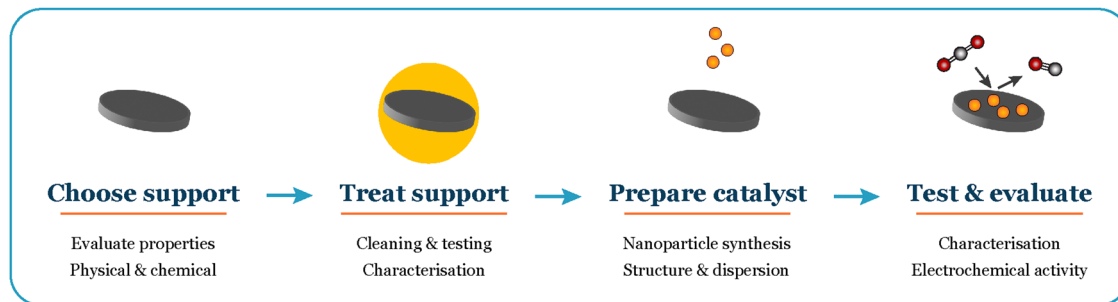 Choose support
Treat support
Prepare catalyst
Test & evaluate
Evaluate properties
Physical & chemical
Cleaning & testing
Characterisation
Nanoparticle synthesis
Structure & dispersion
Characterisation
Electrochemical activity